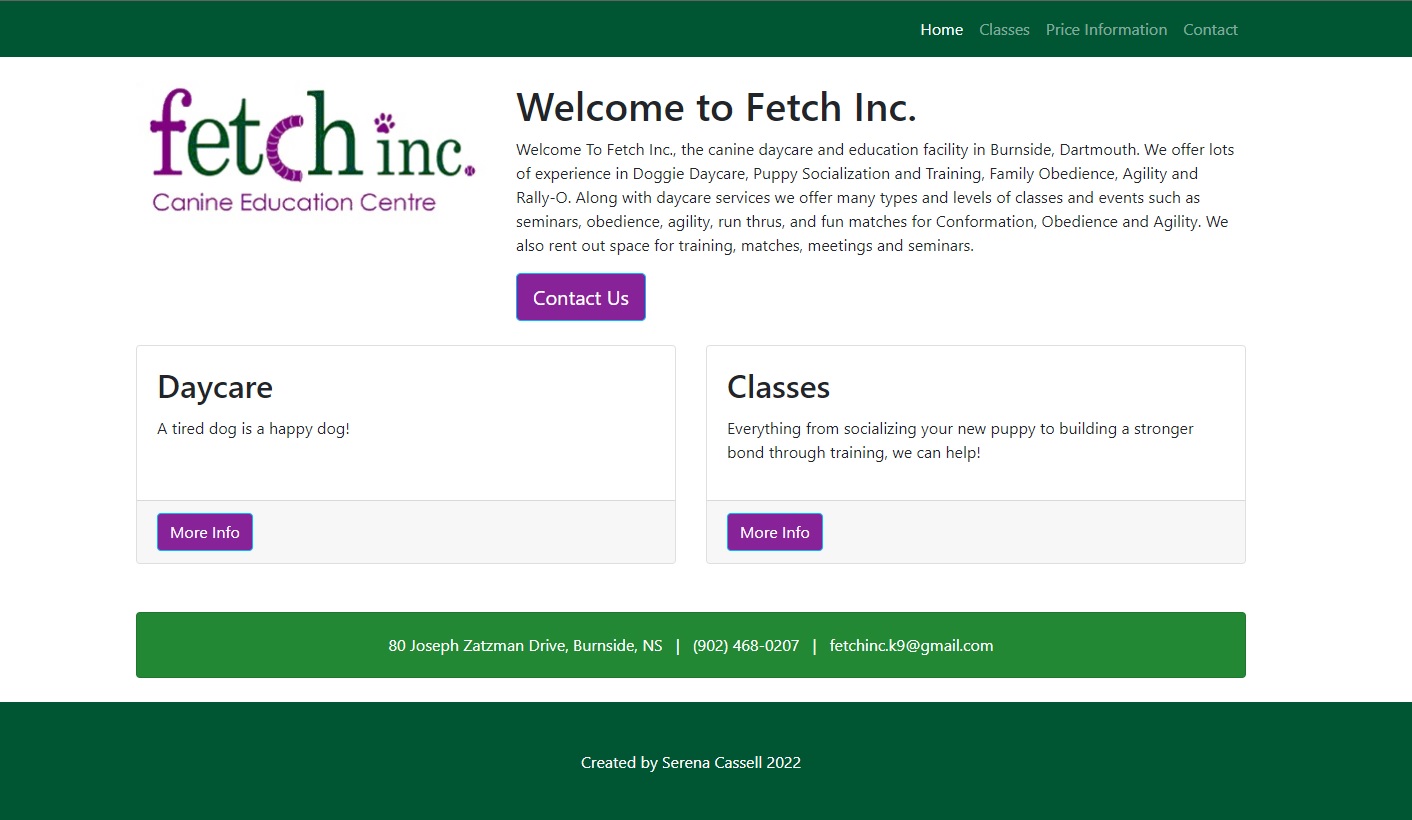 Home Classes Price Information Contact
fetch inc.
Canine Education Centre
Welcome to Fetch Inc.
Welcome To Fetch Inc., the canine daycare and education facility in Burnside, Dartmouth. We offer lots
of experience in Doggie Daycare, Puppy Socialization and Training, Family Obedience, Agility and
Rally-O. Along with daycare services we offer many types and levels of classes and events such as
seminars, obedience, agility, run thrus, and fun matches for Conformation, Obedience and Agility. We
also rent out space for training, matches, meetings and seminars.
Contact Us
Daycare
A tired dog is a happy dog!
More Info
Classes
Everything from socializing your new puppy to building a stronger
bond through training, we can help!
More Info
80 Joseph Zatzman Drive, Burnside, NS | (902) 468-0207 | fetchinc.k9@gmail.com
Created by Serena Cassell 2022